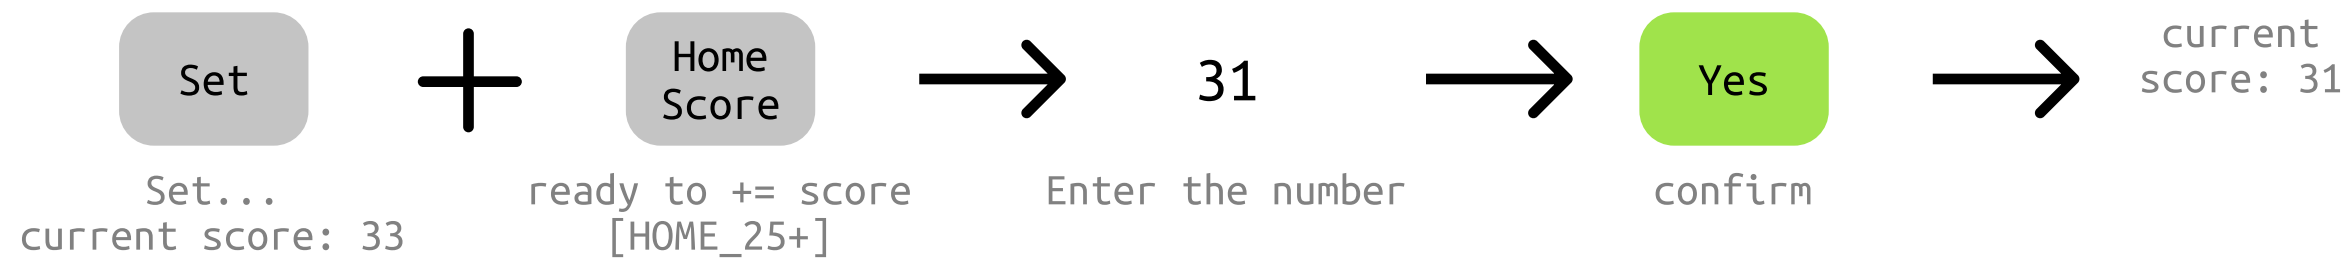 Set
Set...
current score: 33
Home
Score
ready to += score
[HOME_25+]
31
Enter the number
Yes
confirm
current
score: 31